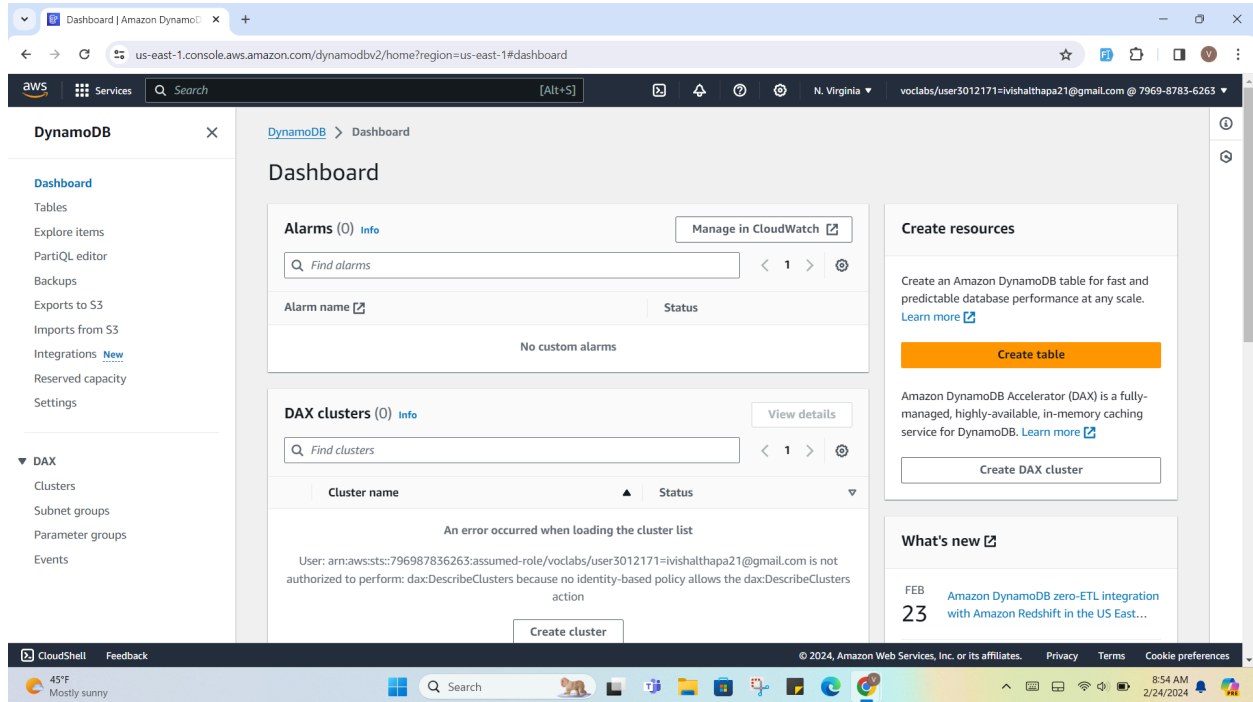 Dashboard | Amazon DynamoD
us-east-1.console.aws.amazon.com/dynamodbv2/home?region=us-east-1#dashboard
V
aws
Services
Search
[Alt+S]
N. Virginia
voclabs/user3012171=ivishalthapa21@gmail.com @ 7969-8783-6263
DynamoDB
Dashboard
Tables
Explore items
PartiQL editor
Backups
Exports to S3
Imports from S3
Integrations New
Reserved capacity
Settings
DAX
Clusters
Subnet groups
Parameter groups
Events
DynamoDB > Dashboard
Dashboard
Alarms (0) Info
Manage in CloudWatch
Find alarms
1
Alarm name
Status
No custom alarms
DAX clusters (0) Info
View details
Find clusters
1
Cluster name
Status
An error occurred when loading the cluster list
User: arn:aws:sts::796987836263:assumed-role/voclabs/user3012171=ivishalthapa21@gmail.com is not
authorized to perform: dax:DescribeClusters because no identity-based policy allows the dax:DescribeClusters
action
Create cluster
Create resources
Create an Amazon DynamoDB table for fast and
predictable database performance at any scale.
Learn more
Create table
Amazon DynamoDB Accelerator (DAX) is a fully-
managed, highly-available, in-memory caching
service for DynamoDB. Learn more
Create DAX cluster
What's new
FEB
23
Amazon DynamoDB zero-ETL integration
with Amazon Redshift in the US East...
CloudShell
Feedback
© 2024, Amazon Web Services, Inc. or its affiliates.
Privacy
Terms
Cookie preferences
45°F
Mostly sunny
Search
8:54 AM
2/24/2024
PRE